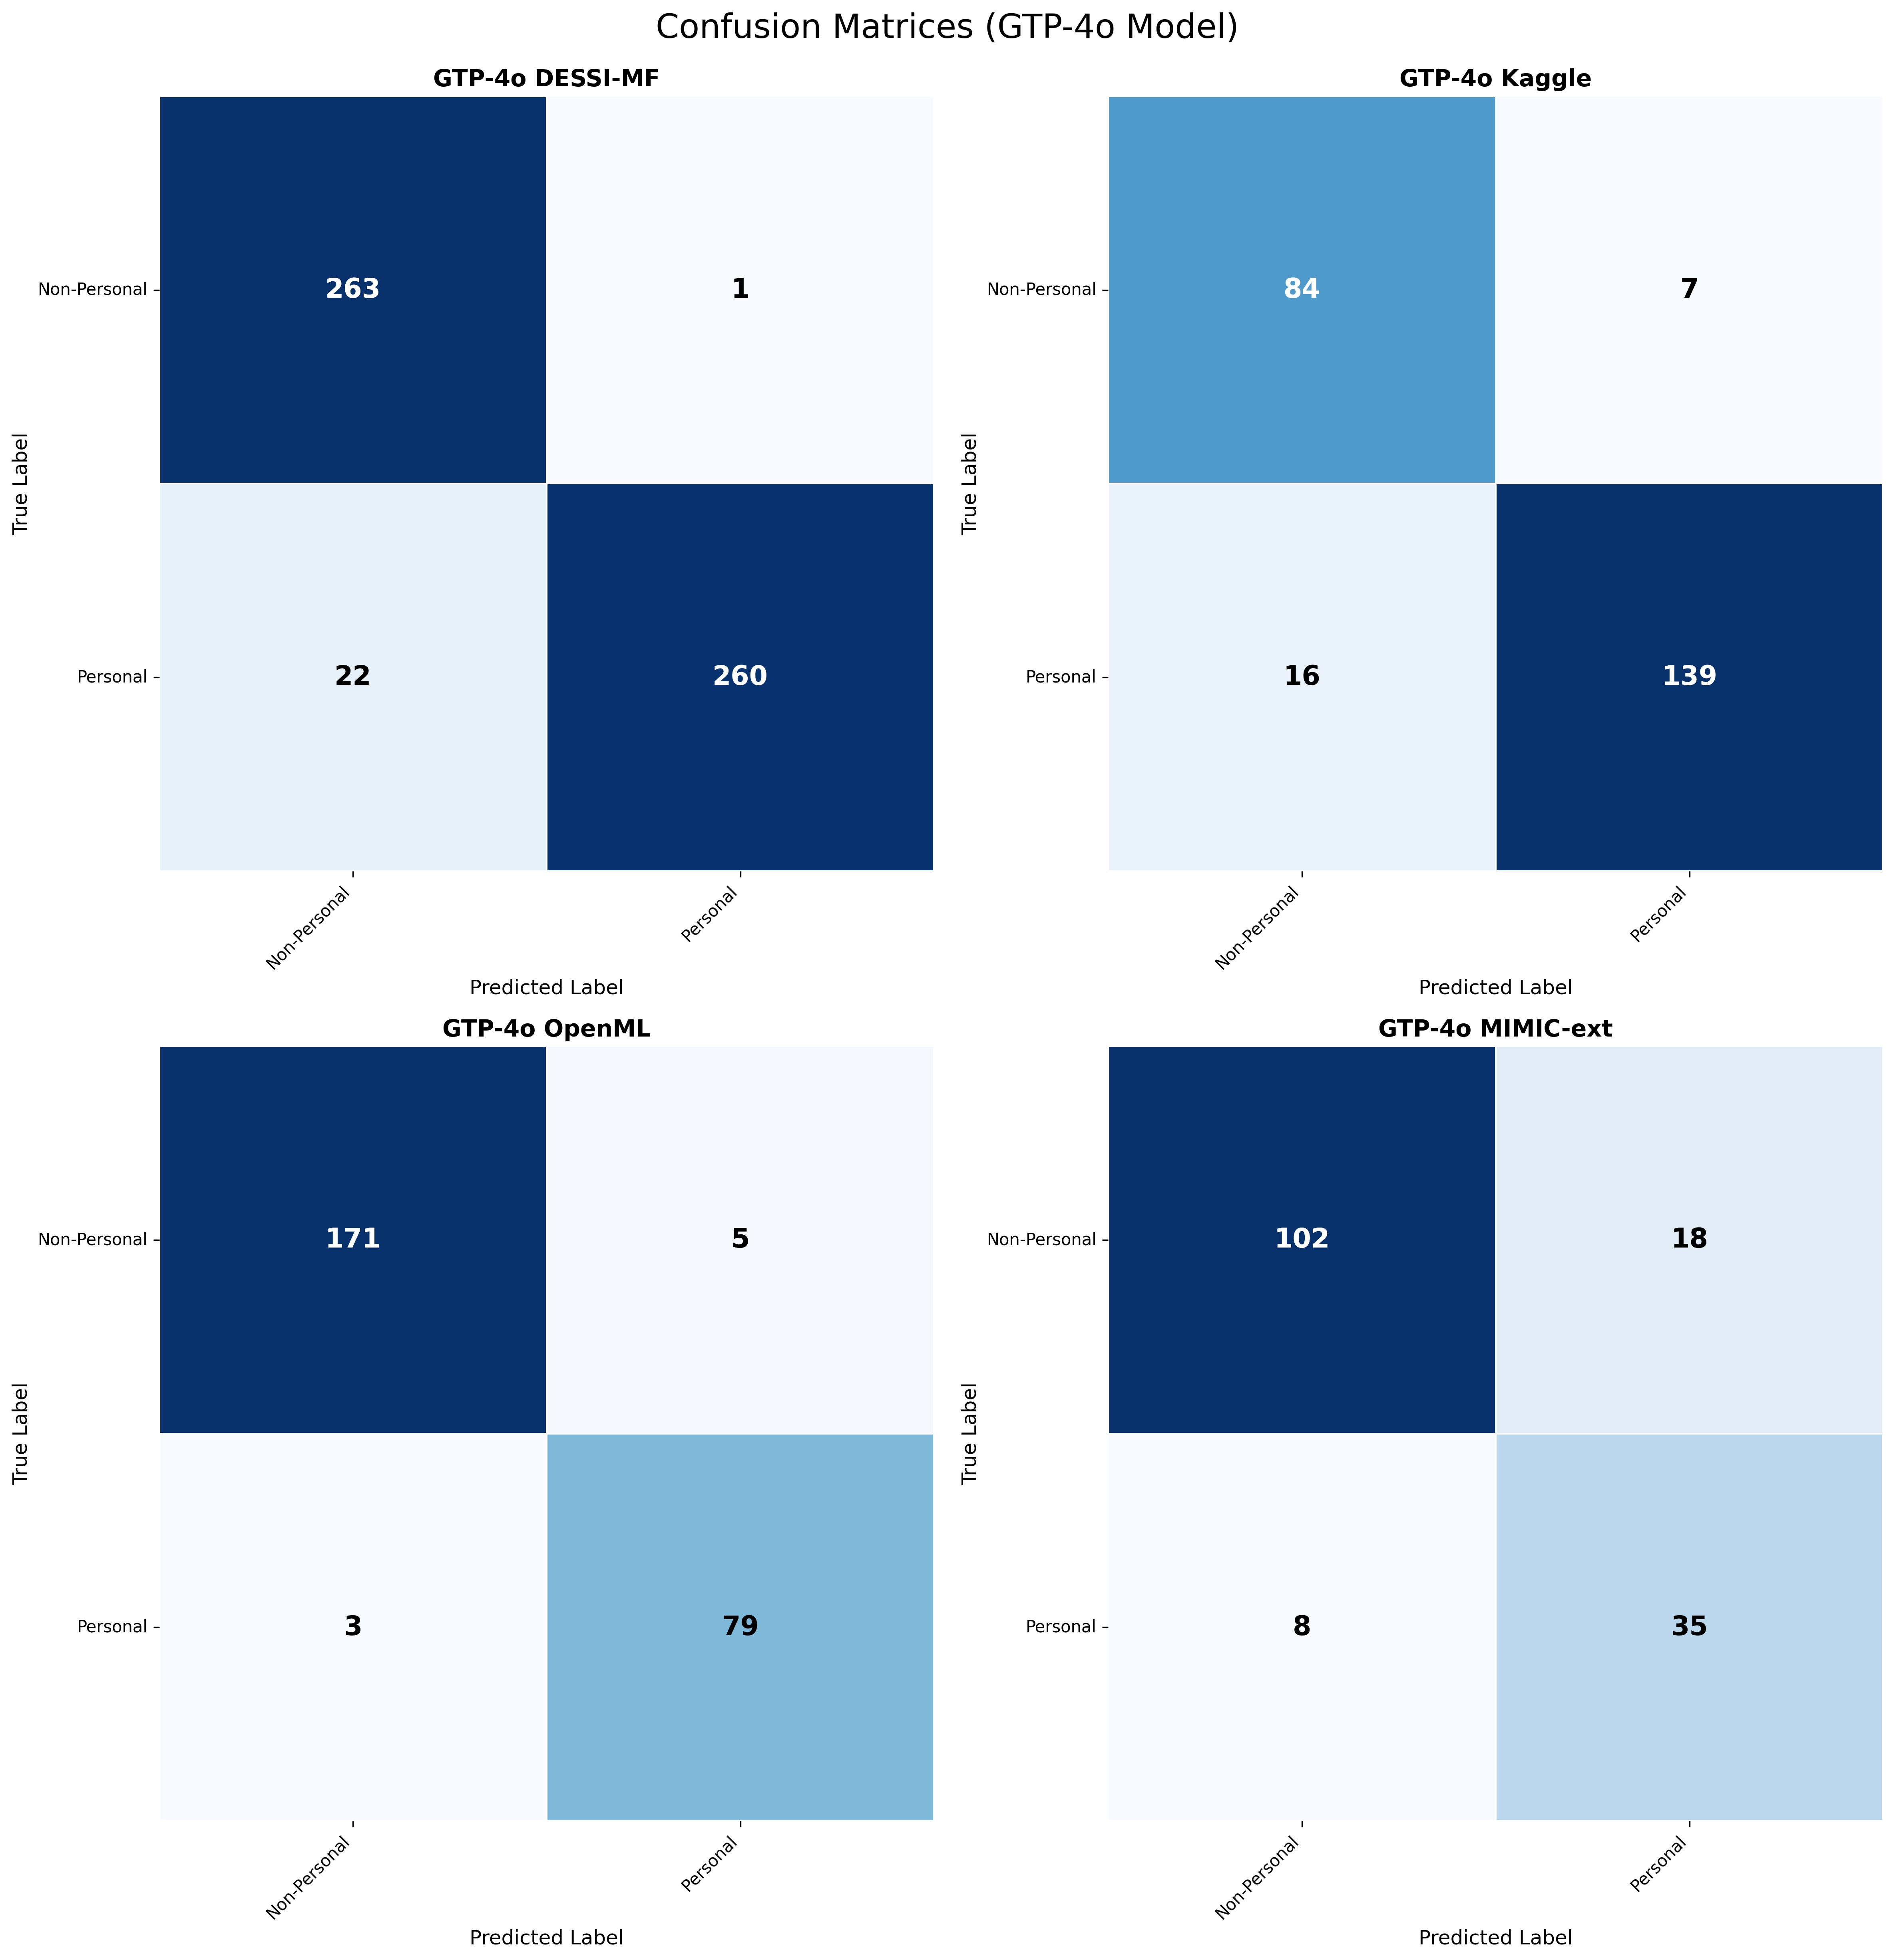 Confusion Matrices (GTP-4o Model)
GTP-4o DESSI-MF
True Label
Non-Personal
263
1
Personal
22
260
Non-Personal
Personal
Predicted Label
GTP-4o Kaggle
True Label
Non-Personal
84
7
Personal
16
139
Non-Personal
Personal
Predicted Label
GTP-4o OpenML
True Label
Non-Personal
171
5
Personal
3
79
Non-Personal
Personal
Predicted Label
GTP-4o MIMIC-ext
True Label
Non-Personal
102
18
Personal
8
35
Non-Personal
Personal
Predicted Label